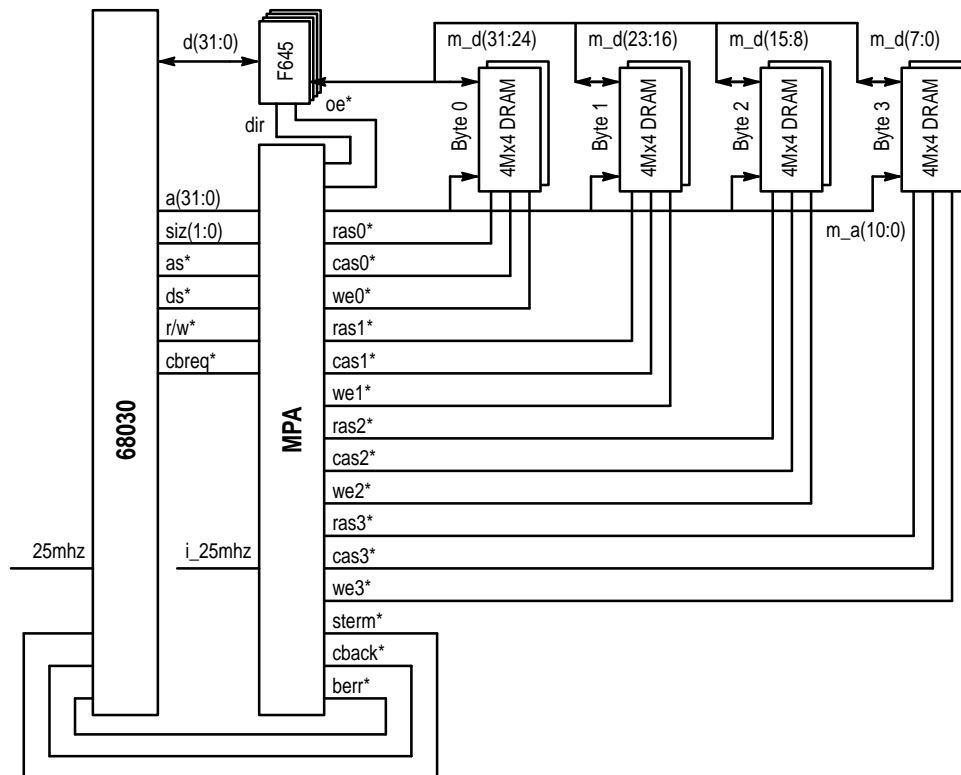 d(31:0)
F645
m_d(31:24)
m_d(23:16)
m_d(15:8)
m_d(7:0)
oe*
dir
Byte 0
4Mx4 DRAM
Byte 1
4Mx4 DRAM
Byte 2
4Mx4 DRAM
Byte 3
4Mx4 DRAM
a(31:0)
m_a(10:0)
siz(1:0)
ras0*
as*
cas0*
ds*
we0*
r/w*
ras1*
cbreq*
cas1*
we1*
68030
MPA
ras2*
cas2*
we2*
ras3*
25mhz
i_25mhz
cas3*
we3*
sterm*
cback*
berr*